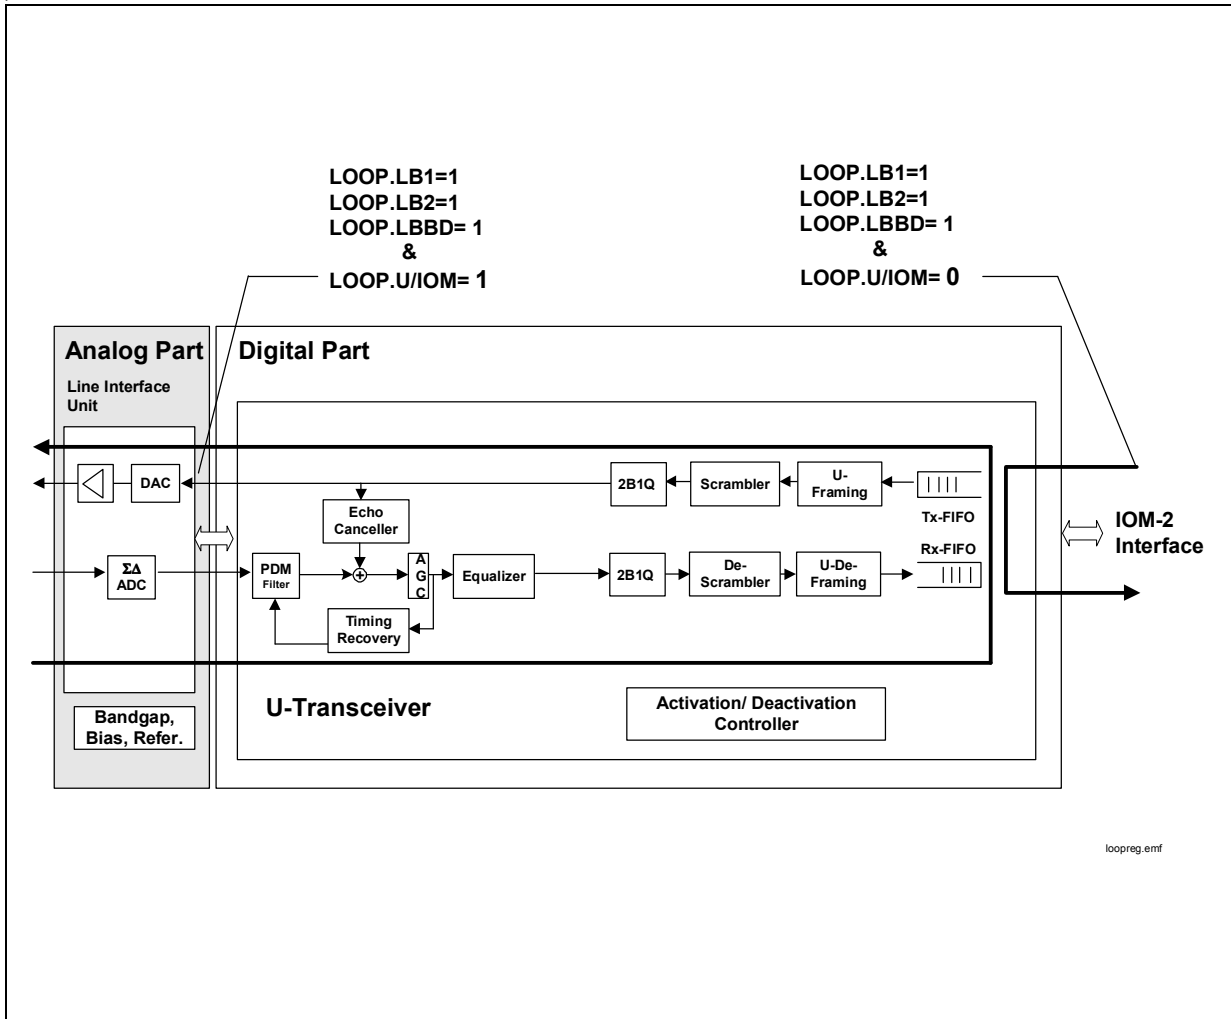 LOOP.LB1=1
LOOP.LB2=1
LOOP.LBBD= 1
&
LOOP.U/IOM= 1
LOOP.LB1=1
LOOP.LB2=1
LOOP.LBBD= 1
&
LOOP.U/IOM= 0
Analog Part
Digital Part
Line Interface
Unit
DAC
2B1Q
Scrambler
U-
Framing
Tx-FIFO
Echo
Canceller
IOM-2
Interface
Rx-FIFO
ΣΔ
ADC
PDM
Filter
+
A
G
C
Equalizer
2B1Q
De-
Scrambler
U-De-
Framing
Timing
Recovery
U-Transceiver
Activation/ Deactivation
Controller
Bandgap,
Bias, Refer.
loopreg.emf